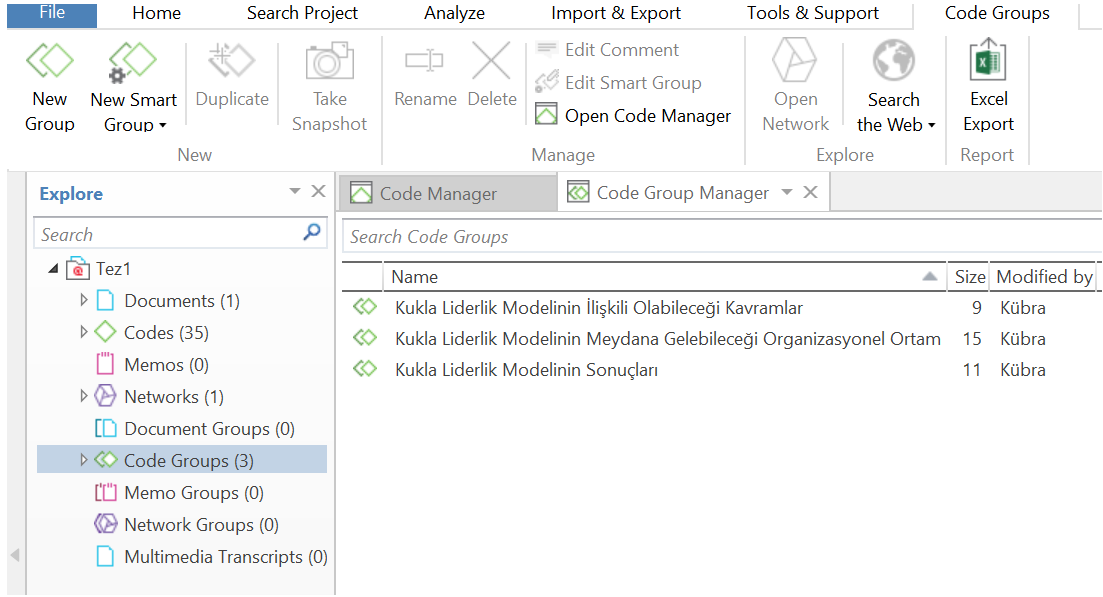 File Home Search Project Analyze Import & Export Tools & Support Code Groups
New Group
New Smart Group
Duplicate
Take Snapshot
Rename
Delete
Edit Comment
Edit Smart Group
Open Code Manager
Open Network
Search the Web
Excel Export
New Manage Explore Report
Explore
Search
Tez1
Documents (1)
Codes (35)
Memos (0)
Networks (1)
Document Groups (0)
Code Groups (3)
Memo Groups (0)
Network Groups (0)
Multimedia Transcripts (0)
Code Manager Code Group Manager
Search Code Groups
Name Size Modified by
Kukla Liderlik Modelinin İlişkili Olabileceği Kavramlar 9 Kübra
Kukla Liderlik Modelinin Meydana Gelebileceği Organizasyonel Ortam 15 Kübra
Kukla Liderlik Modelinin Sonuçları 11 Kübra